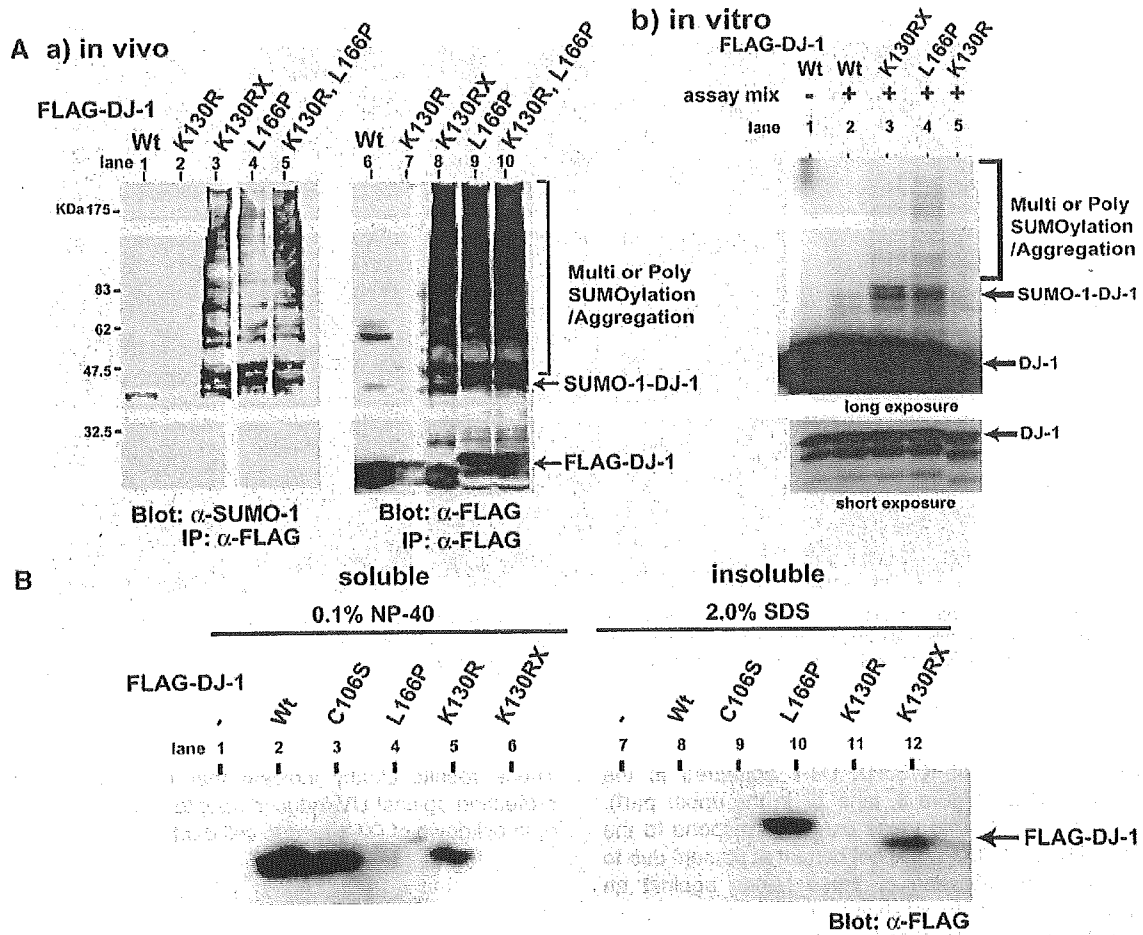 A a) in vivo
FLAG-DJ-1
Wt K130R K130RX L166P K130R, L166P
lane 1 2 3 4 5
Wt K130R K130RX L166P K130R, L166P
6 7 8 9 10
KDa 175
83
62
47.5
32.5
Multi or Poly
SUMOylation
/Aggregation
SUMO-1-DJ-1
FLAG-DJ-1
Blot: α-SUMO-1
IP: α-FLAG
Blot: α-FLAG
IP: α-FLAG
b) in vitro
FLAG-DJ-1
Wt Wt K130RX L166P K130R
assay mix - + + + +
lane 1 2 3 4 5
Multi or Poly
SUMOylation
/Aggregation
SUMO-1-DJ-1
DJ-1
long exposure
DJ-1
short exposure
B
soluble
0.1% NP-40
insoluble
2.0% SDS
FLAG-DJ-1
- Wt C106S L166P K130R K130RX
lane 1 2 3 4 5 6
- Wt C106S L166P K130R K130RX
7 8 9 10 11 12
FLAG-DJ-1
Blot: α-FLAG